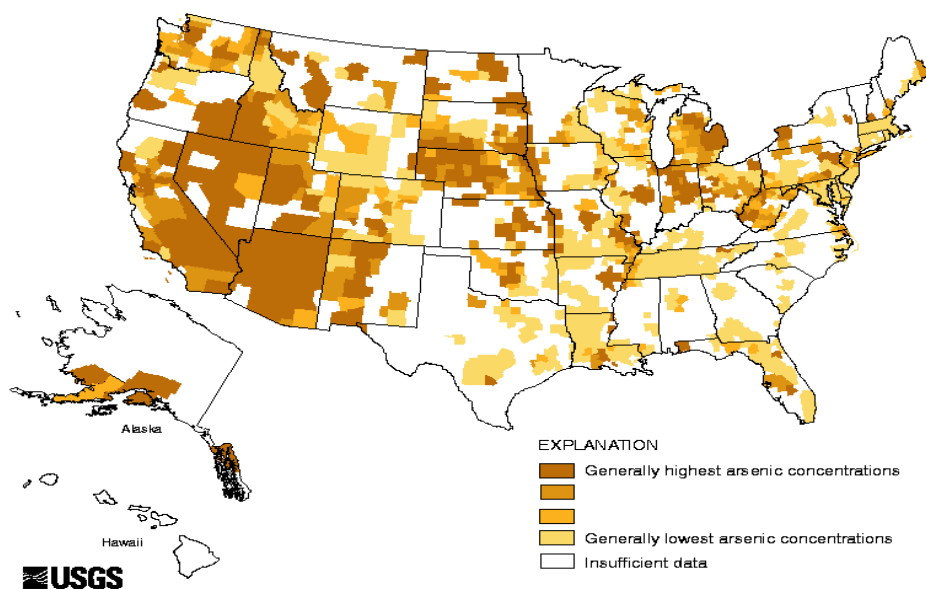 Alaska
EXPLANATION
Generally highest arsenic concentrations
Generally lowest arsenic concentrations
Hawaii
Insufficient data
USGS